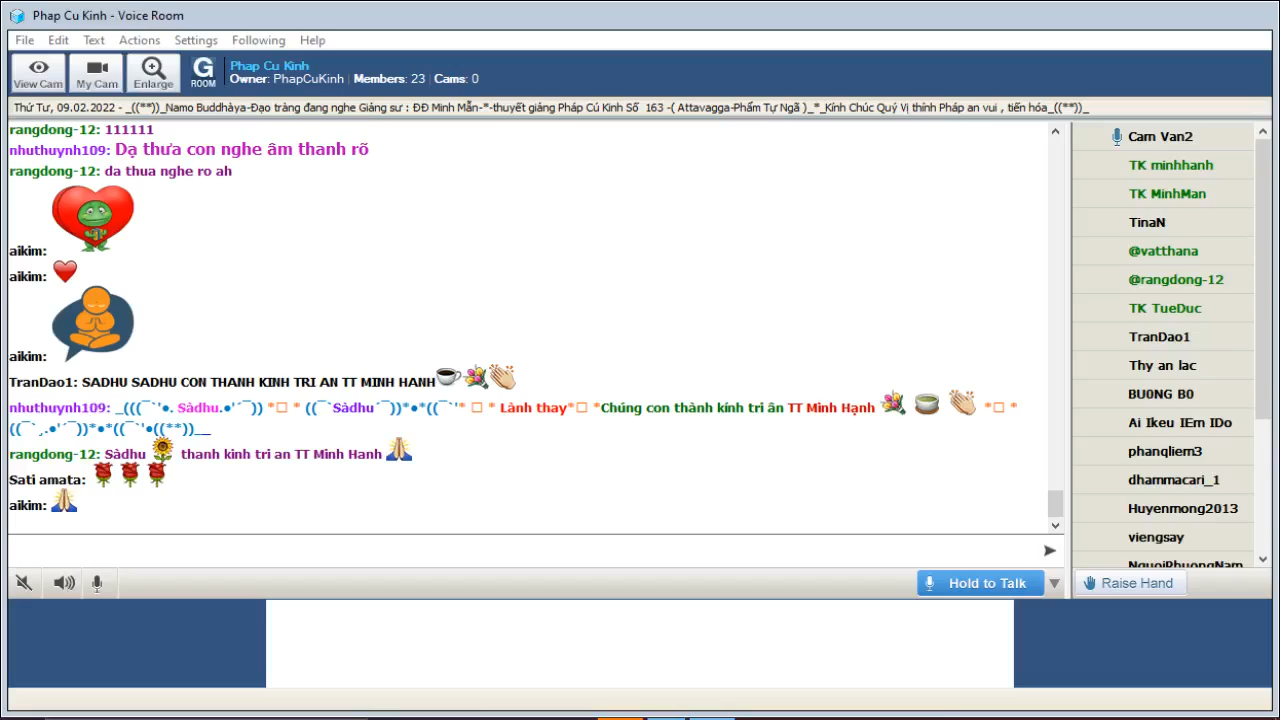 Phap Cu Kinh - Voice Room
File Edit Text Actions Settings Following Help
View Cam My Cam Enlarge G ROOM
Phap Cu Kinh
Owner: PhapCuKinh Members: 23 Cams: 0
Thứ Tư, 09.02.2022 - _((**))_Namo Buddhàya-Đạo tràng đang nghe Giảng sư : ĐĐ Minh Mẫn-*-thuyết giảng Pháp Cú Kinh Số 163 -( Attavagga-Phẩm Tự Ngã )_*_Kính Chúc Quý Vị thính Pháp an vui , tiến hóa_((**))_
rangdong-12: 111111
nhuthuynh109: Dạ thưa con nghe âm thanh rõ
rangdong-12: da thua nghe ro ah
aikim:
aikim:
aikim:
TranDao1: SADHU SADHU CON THANH KINH TRI AN TT MINH HANH
nhuthuynh109: _(((¯`'●. Sàdhu.●'´¯)) *□ * ((¯`Sàdhu´¯))*●*((¯`'* □ * Lành thay*□ *Chúng con thành kính tri ân TT Minh Hạnh *□ *
((¯`¸.●'´¯))*●*((¯`'●((**))__
rangdong-12: Sàdhu thanh kinh tri an TT Minh Hanh
Sati amata:
aikim:
Hold to Talk
Cam Van2
TK minhhanh
TK MinhMan
TinaN
@vatthana
@rangdong-12
TK TueDuc
TranDao1
Thy an lac
BU0NG B0
Ai Ikeu IEm IDo
phanqliem3
dhammacari_1
Huyenmong2013
viengsay
NguoiPhuongNam
Raise Hand